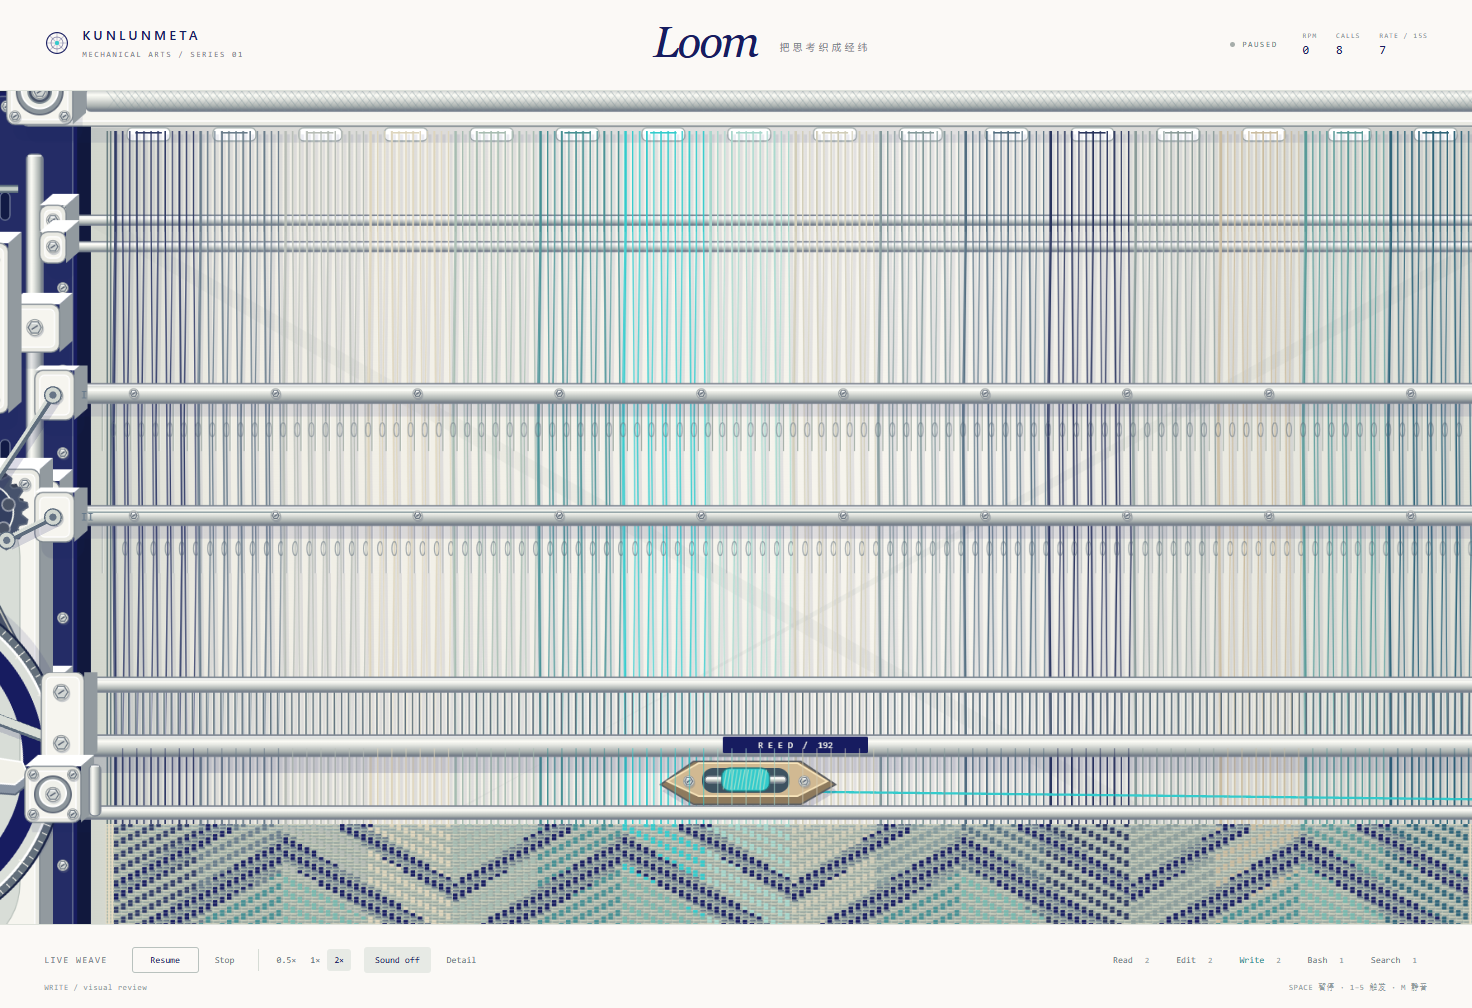 KUNLUNMETA
MECHANICAL ARTS / SERIES 01
Loom 把思考织成经纬
PAUSED
RPM CALLS RATE / 15S
0 8 7
REED / 192
LIVE WEAVE Resume Stop 0.5× 1× 2× Sound off Detail
Read 2 Edit 2 Write 2 Bash 1 Search 1
WRITE / visual review
SPACE 暂停 · 1–5 触发 · M 静音